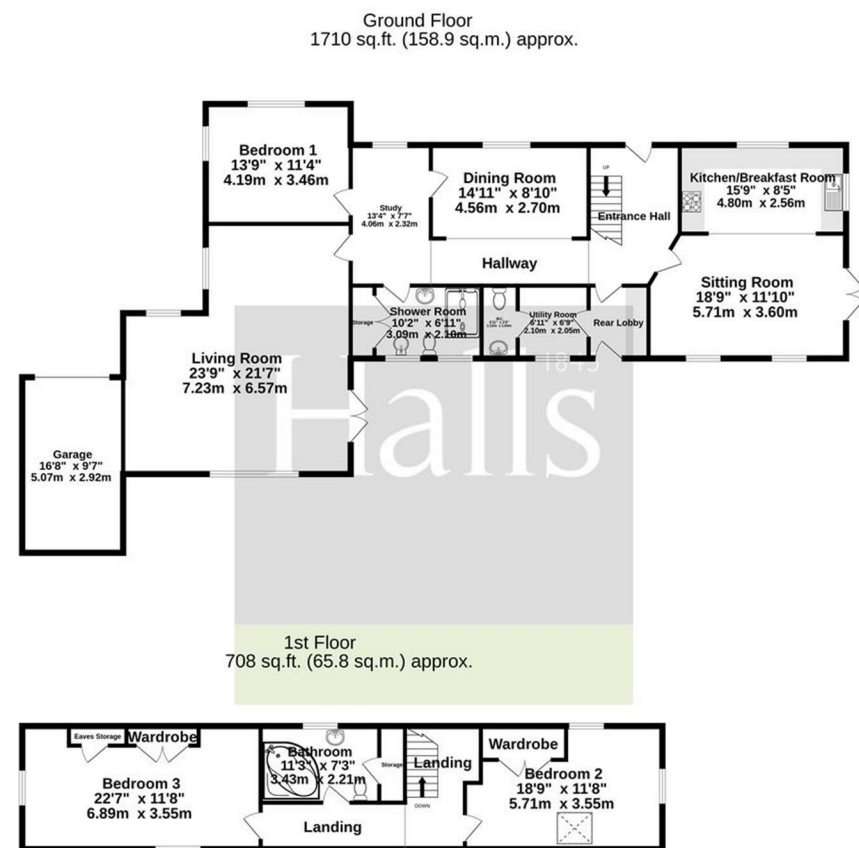 Ground Floor
1710 sq.ft. (158.9 sq.m.) approx.
Bedroom 1
13'9" x 11'4"
4.19m x 3.46m
Study
13'4" x 7'7"
4.06m x 2.32m
Dining Room
14'11" x 8'10"
4.56m x 2.70m
UP
Entrance Hall
Kitchen/Breakfast Room
15'9" x 8'5"
4.80m x 2.56m
Hallway
Sitting Room
18'9" x 11'10"
5.71m x 3.60m
Storage
Shower Room
10'2" x 6'11"
3.09m x 2.10m
Utility Room
6'11" x 6'9"
2.10m x 2.05m
Rear Lobby
Living Room
23'9" x 21'7"
7.23m x 6.57m
1845
Halls
Garage
16'8" x 9'7"
5.07m x 2.92m
1st Floor
708 sq.ft. (65.8 sq.m.) approx.
Eaves Storage
Wardrobe
Bathroom
11'3" x 7'3"
3.43m x 2.21m
Storage
Landing
DOWN
Wardrobe
Bedroom 3
22'7" x 11'8"
6.89m x 3.55m
Bedroom 2
18'9" x 11'8"
5.71m x 3.55m
Landing